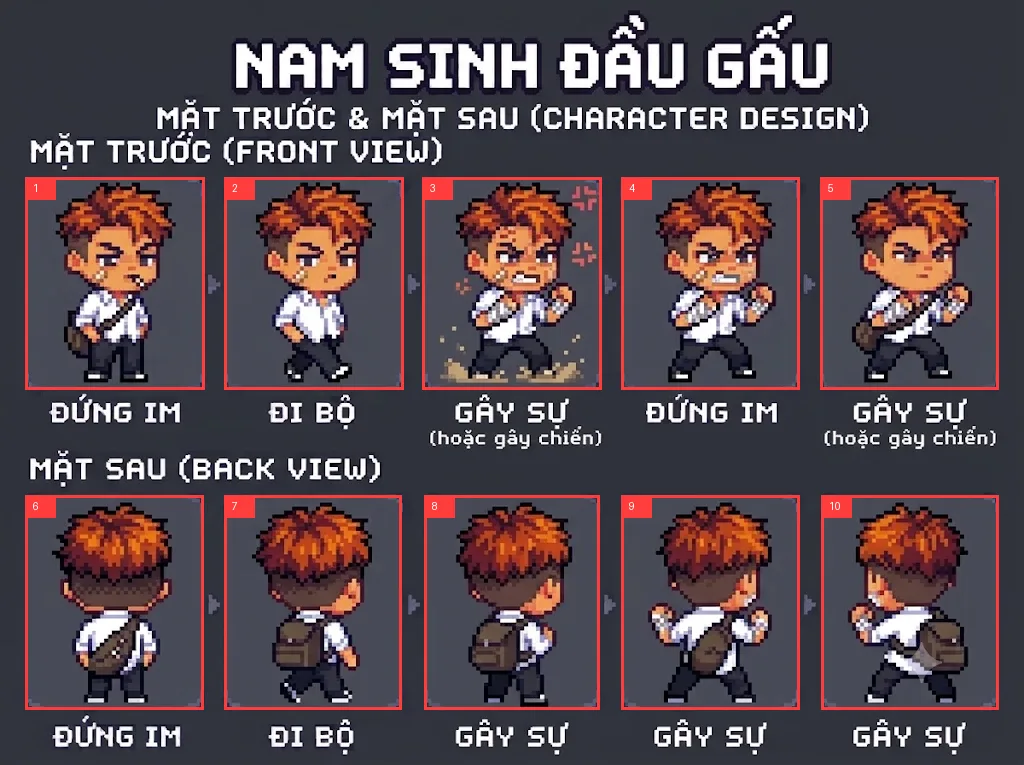 NAM SINH ĐẦU GẤU
MẶT TRƯỚC & MẶT SAU (CHARACTER DESIGN)
MẶT TRƯỚC (FRONT VIEW)
1 2 3 4 5
ĐỨNG IM ĐI BỘ GÂY SỰ ĐỨNG IM GÂY SỰ
(hoặc gây chiến) (hoặc gây chiến)
MẶT SAU (BACK VIEW)
6 7 8 9 10
ĐỨNG IM ĐI BỘ GÂY SỰ GÂY SỰ GÂY SỰ